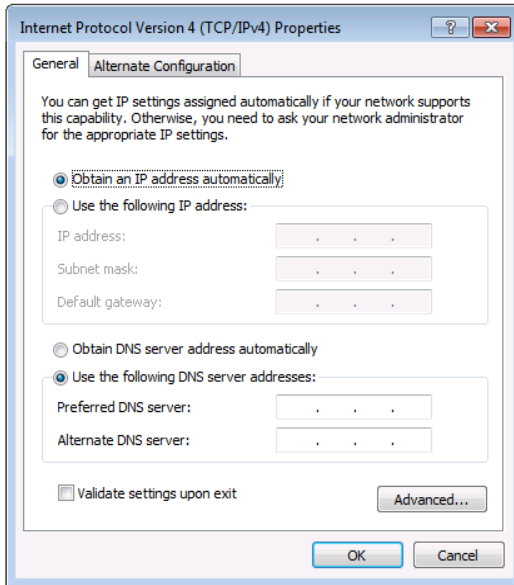 Internet Protocol Version 4 (TCP/IPv4) Properties
General
Alternate Configuration
You can get IP settings assigned automatically if your network supports
this capability. Otherwise, you need to ask your network administrator
for the appropriate IP settings.
Obtain an IP address automatically
Use the following IP address:
IP address: . . .
Subnet mask: . . .
Default gateway: . . .
Obtain DNS server address automatically
Use the following DNS server addresses:
Preferred DNS server: . . .
Alternate DNS server: . . .
Validate settings upon exit
Advanced...
OK
Cancel